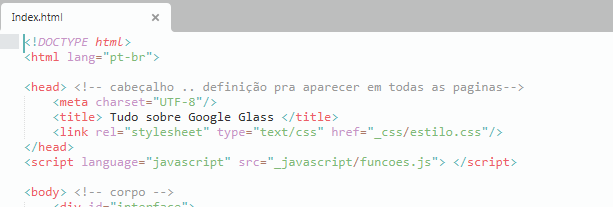 Index.html ×
<!DOCTYPE html>
<html lang="pt-br">
<head> <!-- cabeçalho .. definição pra aparecer em todas as paginas-->
<meta charset="UTF-8"/>
<title> Tudo sobre Google Glass </title>
<link rel="stylesheet" type="text/css" href="_css/estilo.css"/>
</head>
<script language="javascript" src="_javascript/funcoes.js"> </script>
<body> <!-- corpo -->
<div id="interface">